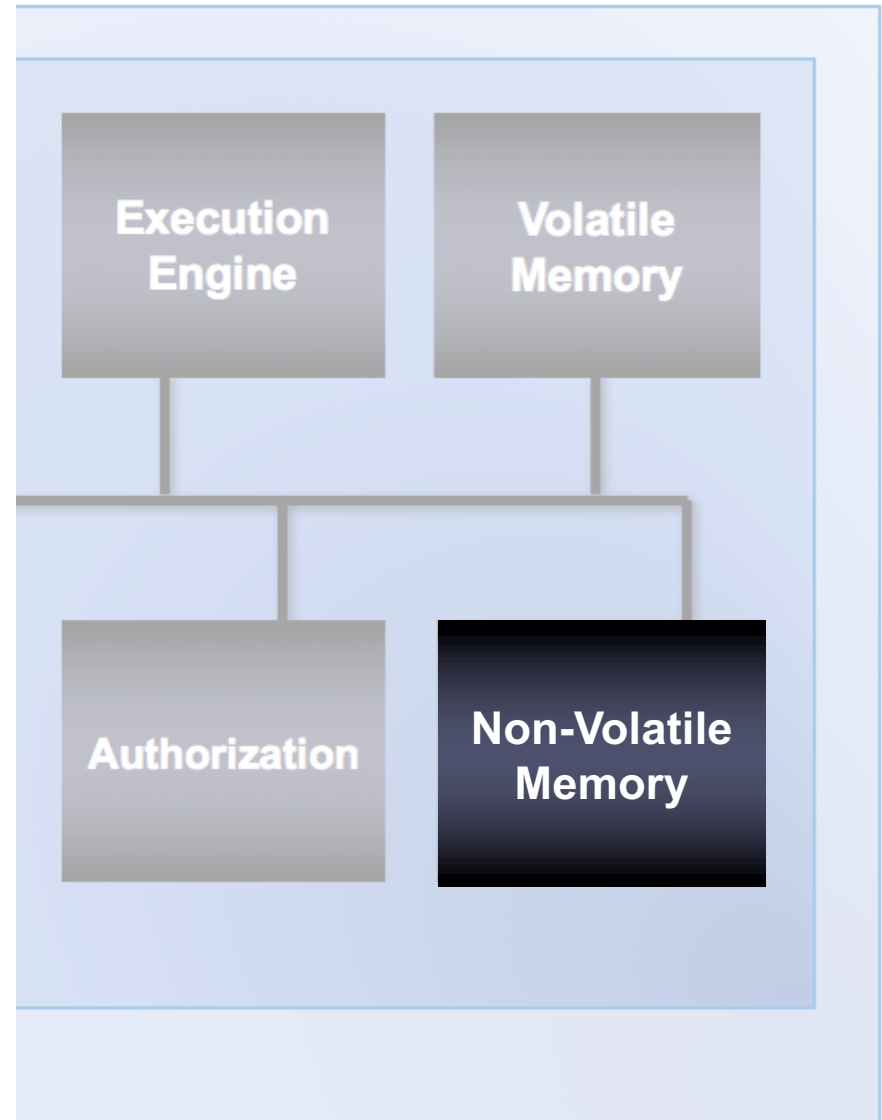 Execution
Engine
Volatile
Memory
Authorization
Non-Volatile
Memory